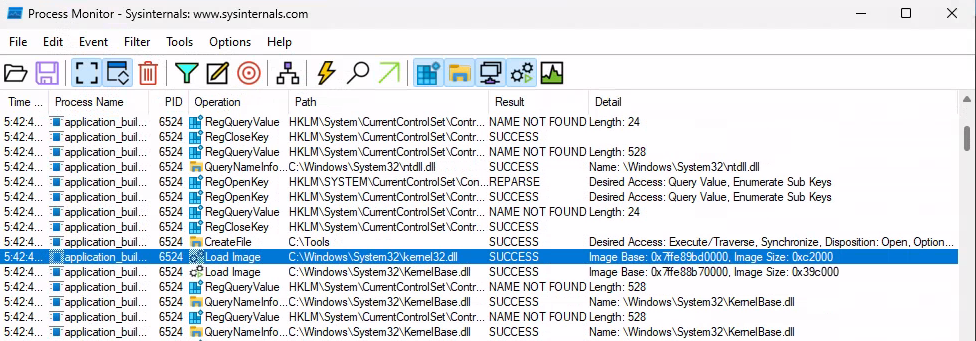 Process Monitor - Sysinternals: www.sysinternals.com
File Edit Event Filter Tools Options Help
Time ... Process Name PID Operation Path Result Detail
5:42:4... application_buil... 6524 RegQueryValue HKLM\System\CurrentControlSet\Contr... NAME NOT FOUND Length: 24
5:42:4... application_buil... 6524 RegCloseKey HKLM\System\CurrentControlSet\Contr... SUCCESS
5:42:4... application_buil... 6524 RegQueryValue HKLM\System\CurrentControlSet\Contr... NAME NOT FOUND Length: 528
5:42:4... application_buil... 6524 QueryNameInfo... C:\Windows\System32\ntdll.dll SUCCESS Name: \Windows\System32\ntdll.dll
5:42:4... application_buil... 6524 RegOpenKey HKLM\SYSTEM\CurrentControlSet\Con... REPARSE Desired Access: Query Value, Enumerate Sub Keys
5:42:4... application_buil... 6524 RegOpenKey HKLM\System\CurrentControlSet\Contr... SUCCESS Desired Access: Query Value, Enumerate Sub Keys
5:42:4... application_buil... 6524 RegQueryValue HKLM\System\CurrentControlSet\Contr... NAME NOT FOUND Length: 24
5:42:4... application_buil... 6524 RegCloseKey HKLM\System\CurrentControlSet\Contr... SUCCESS
5:42:4... application_buil... 6524 CreateFile C:\Tools SUCCESS Desired Access: Execute/Traverse, Synchronize, Disposition: Open, Option...
5:42:4... application_buil... 6524 Load Image C:\Windows\System32\kernel32.dll SUCCESS Image Base: 0x7ffe89bd0000, Image Size: 0xc2000
5:42:4... application_buil... 6524 Load Image C:\Windows\System32\KernelBase.dll SUCCESS Image Base: 0x7ffe88b70000, Image Size: 0x39c000
5:42:4... application_buil... 6524 RegQueryValue HKLM\System\CurrentControlSet\Contr... NAME NOT FOUND Length: 528
5:42:4... application_buil... 6524 QueryNameInfo... C:\Windows\System32\KernelBase.dll SUCCESS Name: \Windows\System32\KernelBase.dll
5:42:4... application_buil... 6524 RegQueryValue HKLM\System\CurrentControlSet\Contr... NAME NOT FOUND Length: 528
5:42:4... application_buil... 6524 QueryNameInfo... C:\Windows\System32\KernelBase.dll SUCCESS Name: \Windows\System32\KernelBase.dll